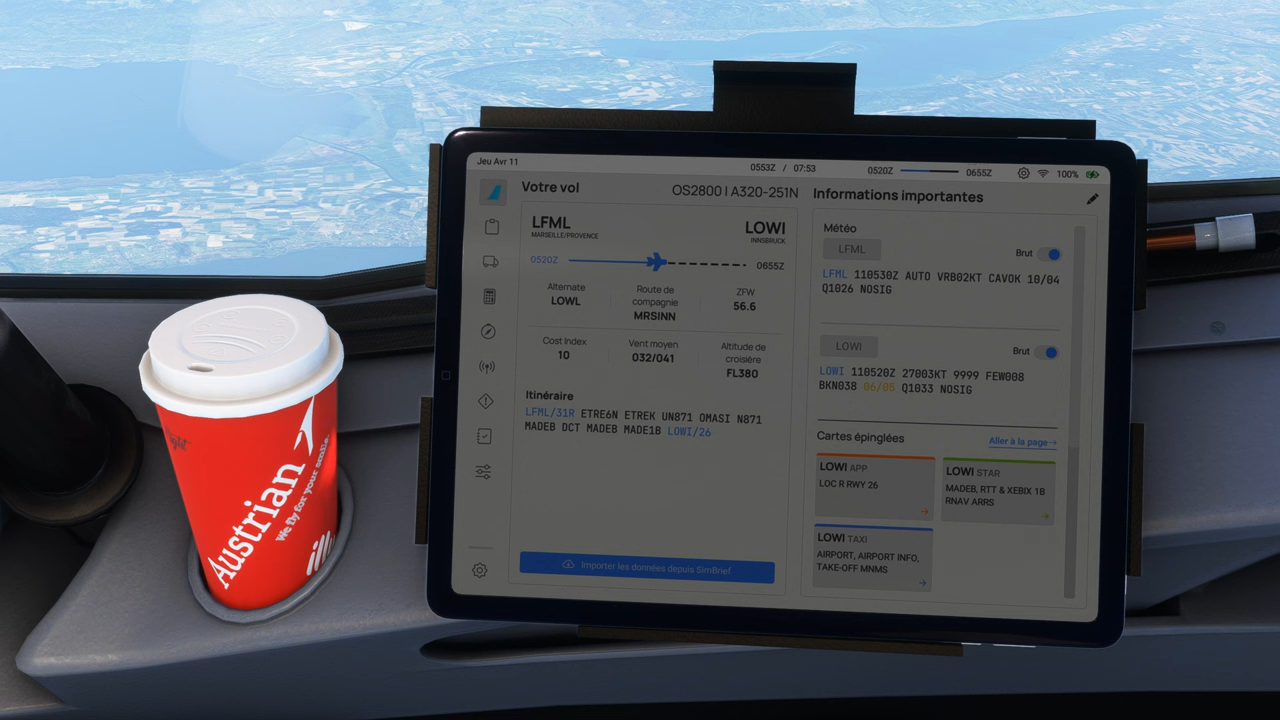 Jeu Avr 11
0553Z / 07:53
0520Z
0655Z
100%
Votre vol
OS2800 | A320-251N
LFML
MARSEILLE/PROVENCE
LOWI
INNSBRUCK
0520Z
0655Z
Alternate
LOWL
Route de
compagnie
MRSINN
ZFW
56.6
Cost Index
10
Vent moyen
032/041
Altitude de
croisière
FL380
Itinéraire
LFML/31R ETRE6N ETREK UN871 OMASI N871
MADEB DCT MADEB MADE1B LOWI/26
Importer les données depuis SimBrief
Informations importantes
Météo
LFML
Brut
LFML 110530Z AUTO VRB02KT CAVOK 10/04
Q1026 NOSIG
LOWI
Brut
LOWI 110520Z 27003KT 9999 FEW008
BKN038 06/05 Q1033 NOSIG
Cartes épinglées
Aller à la page→
LOWI APP
LOC R RWY 26
LOWI STAR
MADEB, RTT & XEBIX 1B
RNAV ARRS
LOWI TAXI
AIRPORT, AIRPORT INFO,
TAKE-OFF MNMS
Austrian
We fly for your smile.
illy